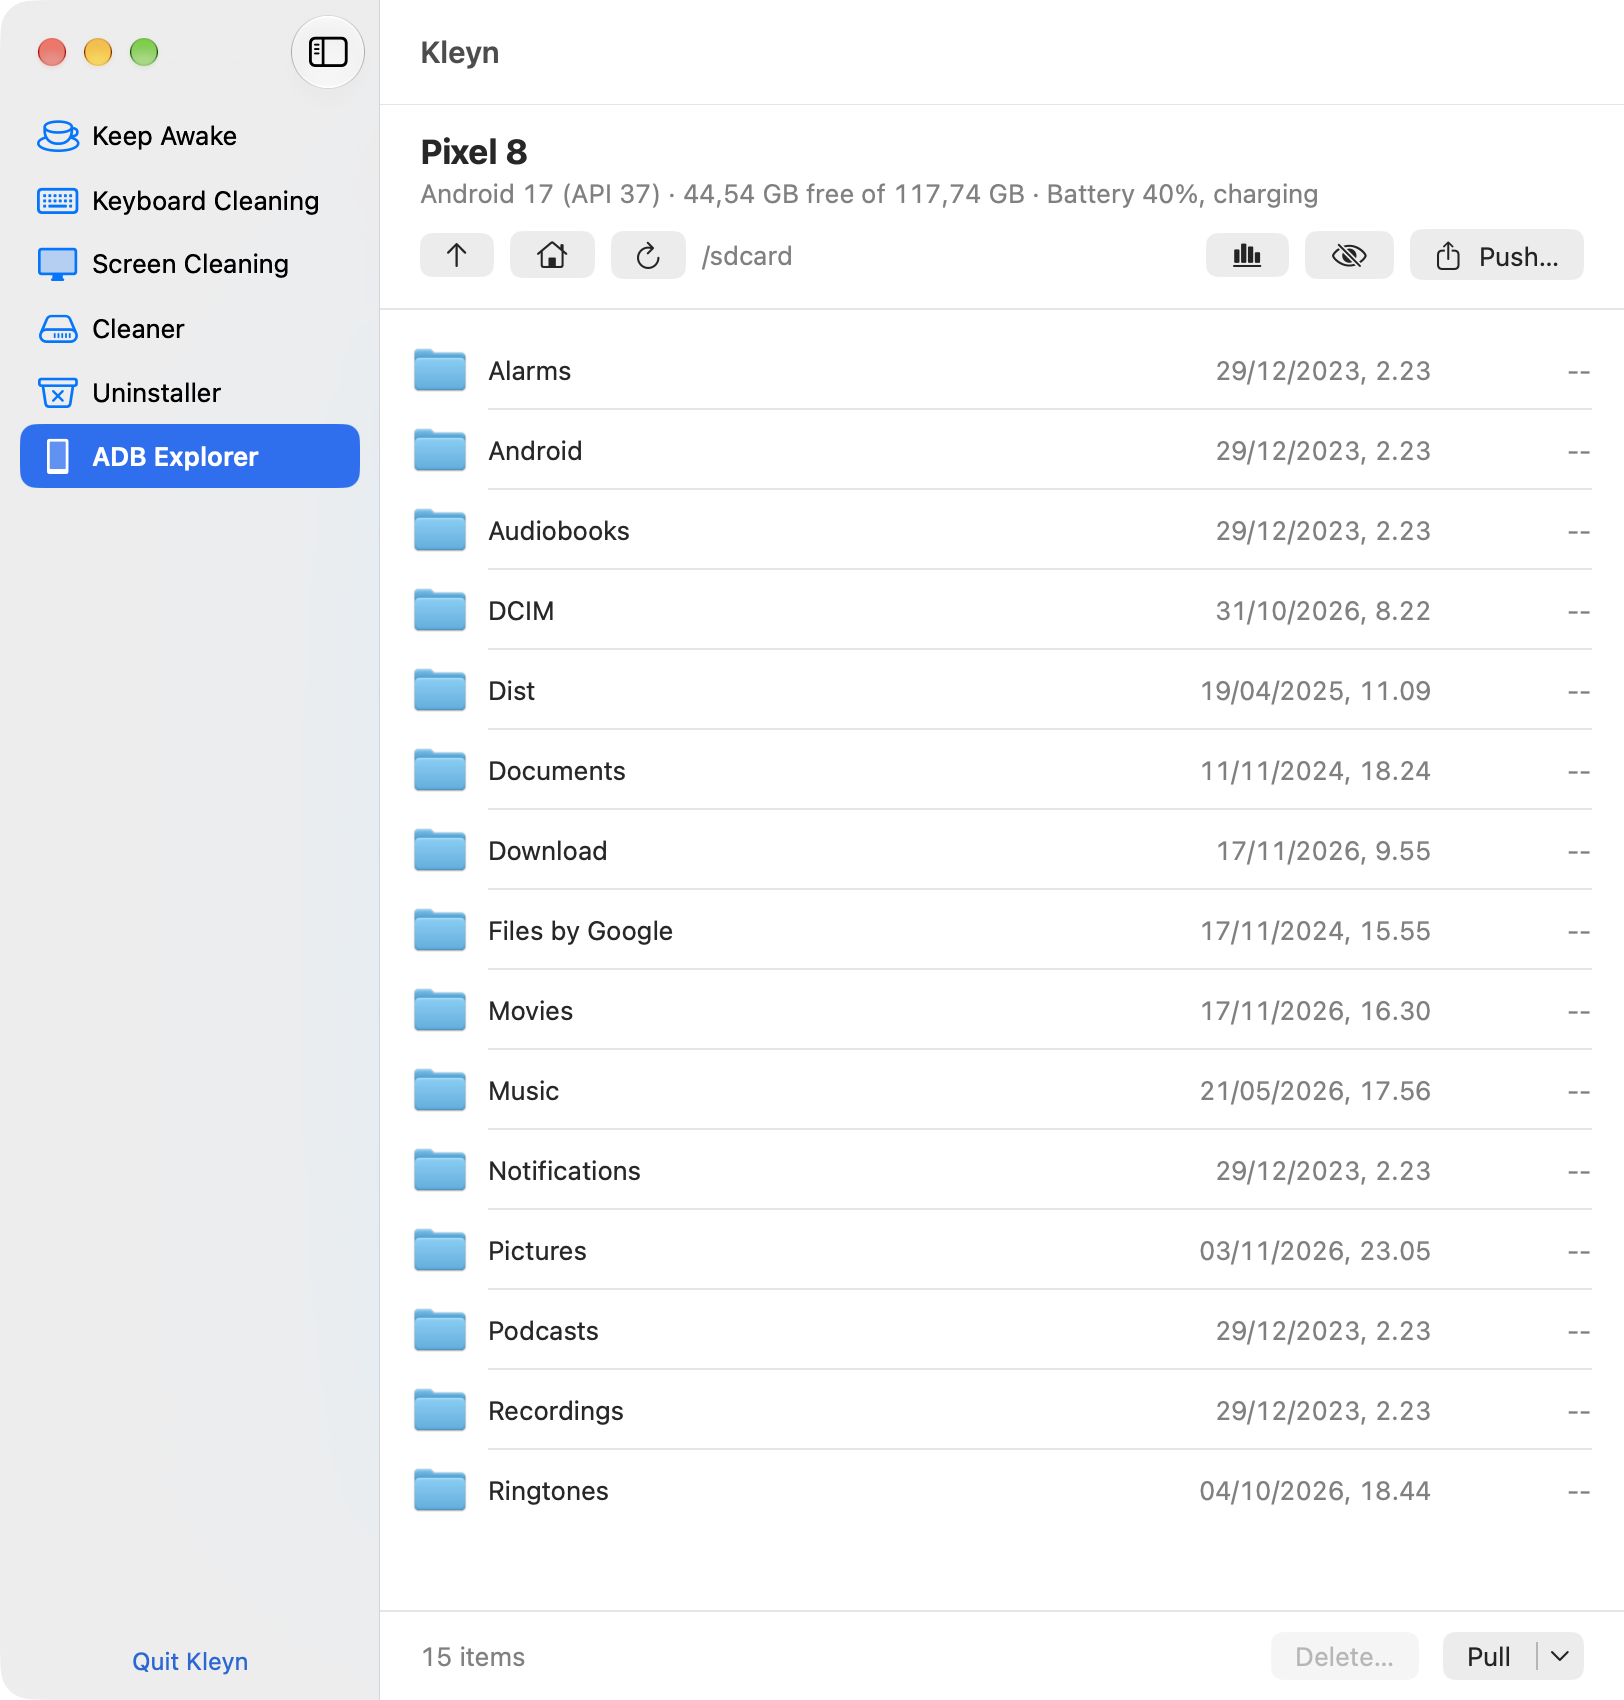 Kleyn
Keep Awake
Keyboard Cleaning
Screen Cleaning
Cleaner
Uninstaller
ADB Explorer
Quit Kleyn
Pixel 8
Android 17 (API 37) · 44,54 GB free of 117,74 GB · Battery 40%, charging
/sdcard Push...
Alarms 29/12/2023, 2.23 --
Android 29/12/2023, 2.23 --
Audiobooks 29/12/2023, 2.23 --
DCIM 31/10/2026, 8.22 --
Dist 19/04/2025, 11.09 --
Documents 11/11/2024, 18.24 --
Download 17/11/2026, 9.55 --
Files by Google 17/11/2024, 15.55 --
Movies 17/11/2026, 16.30 --
Music 21/05/2026, 17.56 --
Notifications 29/12/2023, 2.23 --
Pictures 03/11/2026, 23.05 --
Podcasts 29/12/2023, 2.23 --
Recordings 29/12/2023, 2.23 --
Ringtones 04/10/2026, 18.44 --
15 items Delete... Pull